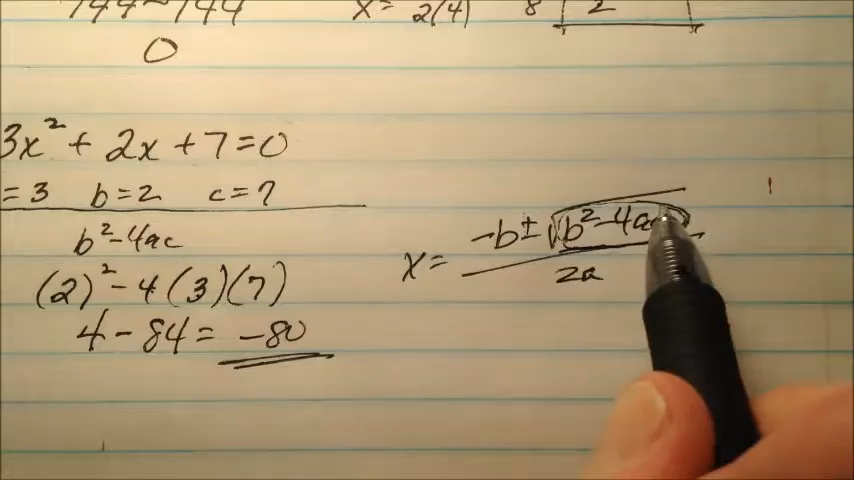 144-144
x= 2(4) 8 2
0
3x²+ 2x +7=0
=3 b=2 c=7
b²-4ac
(2)²-4(3)(7)
4-84= -80
x= -b±√b²-4a
2a